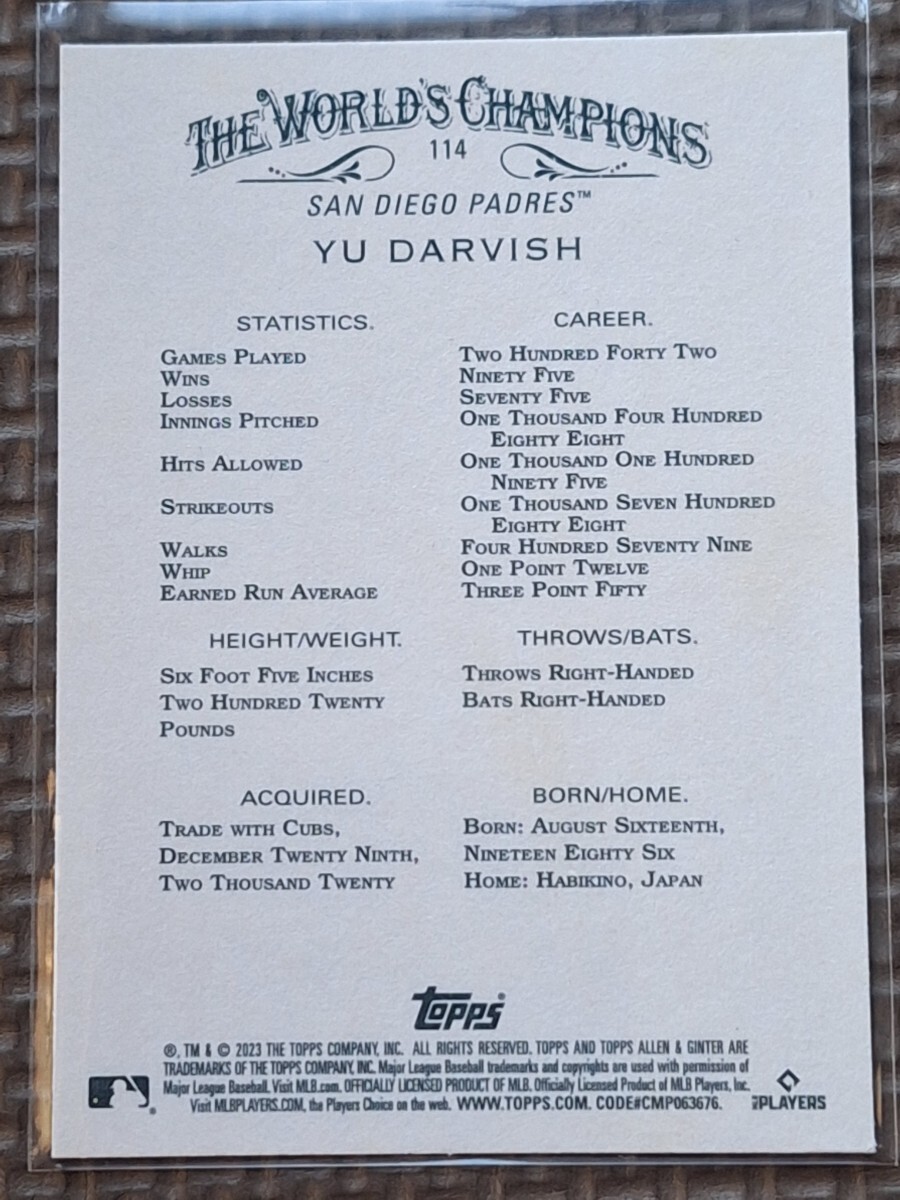 THE WORLD'S CHAMPIONS
114
SAN DIEGO PADRES™
YU DARVISH
STATISTICS. CAREER.
GAMES PLAYED TWO HUNDRED FORTY TWO
WINS NINETY FIVE
LOSSES SEVENTY FIVE
INNINGS PITCHED ONE THOUSAND FOUR HUNDRED
EIGHTY EIGHT
HITS ALLOWED ONE THOUSAND ONE HUNDRED
NINETY FIVE
STRIKEOUTS ONE THOUSAND SEVEN HUNDRED
EIGHTY EIGHT
WALKS FOUR HUNDRED SEVENTY NINE
WHIP ONE POINT TWELVE
EARNED RUN AVERAGE THREE POINT FIFTY
HEIGHT/WEIGHT. THROWS/BATS.
SIX FOOT FIVE INCHES THROWS RIGHT-HANDED
TWO HUNDRED TWENTY BATS RIGHT-HANDED
POUNDS
ACQUIRED. BORN/HOME.
TRADE WITH CUBS, BORN: AUGUST SIXTEENTH,
DECEMBER TWENTY NINTH, NINETEEN EIGHTY SIX
TWO THOUSAND TWENTY HOME: HABIKINO, JAPAN
TOPPS®
®, TM & © 2023 THE TOPPS COMPANY, INC. ALL RIGHTS RESERVED. TOPPS AND TOPPS ALLEN & GINTER ARE
TRADEMARKS OF THE TOPPS COMPANY, INC. Major League Baseball trademarks and copyrights are used with permission of
Major League Baseball. Visit MLB.com. OFFICIALLY LICENSED PRODUCT OF MLB. Officially Licensed Product of MLB Players, Inc.
Visit MLBPLAYERS.COM, the Players Choice on the web. WWW.TOPPS.COM. CODE#CMP063676.
PLAYERS